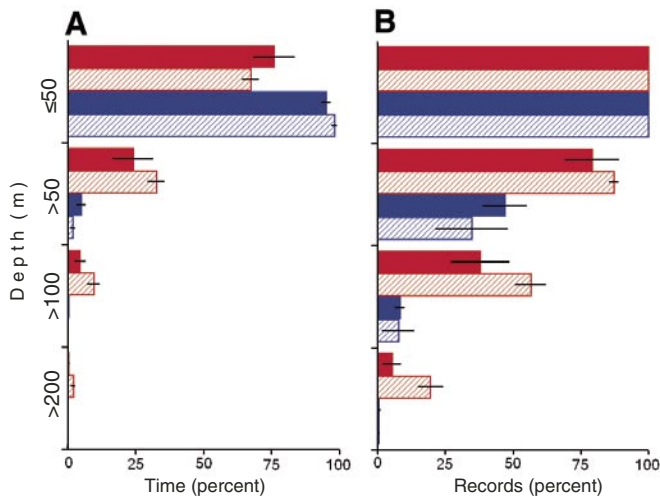 A
B
Depth (m)
≤50
>50
>100
>200
0 25 50 75 100
0 25 50 75 100
Time (percent)
Records (percent)